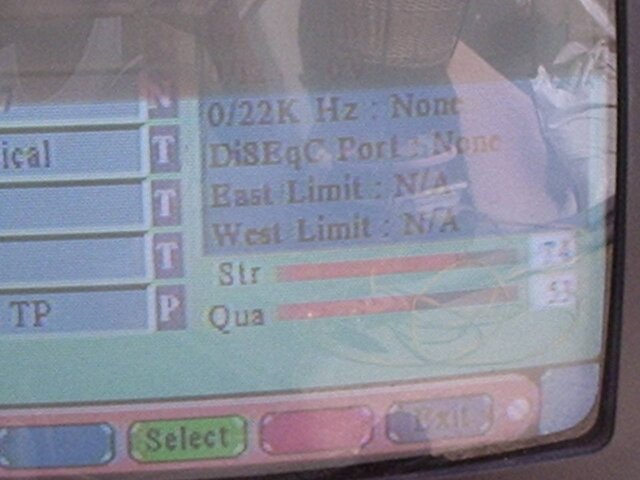 N
0/22K Hz : None
ical T
DiSEqC Port : None
T
East Limit : N/A
T
West Limit : N/A
Str 74
TP P
Qua
Select
Exit